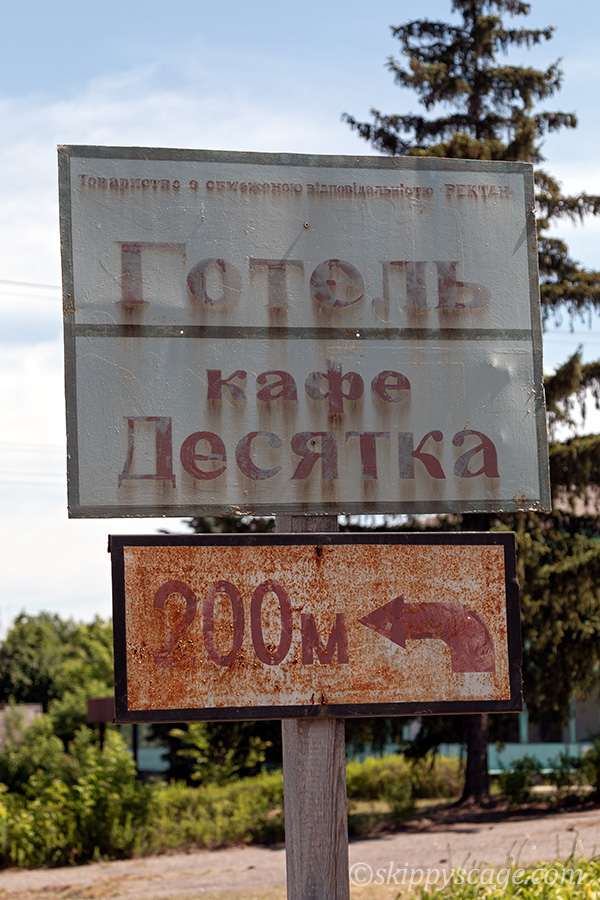 Товариство з обмеженою відповідальністю "РЕКТАН"
Готель
кафе
Десятка
200м
©skippyscage.com